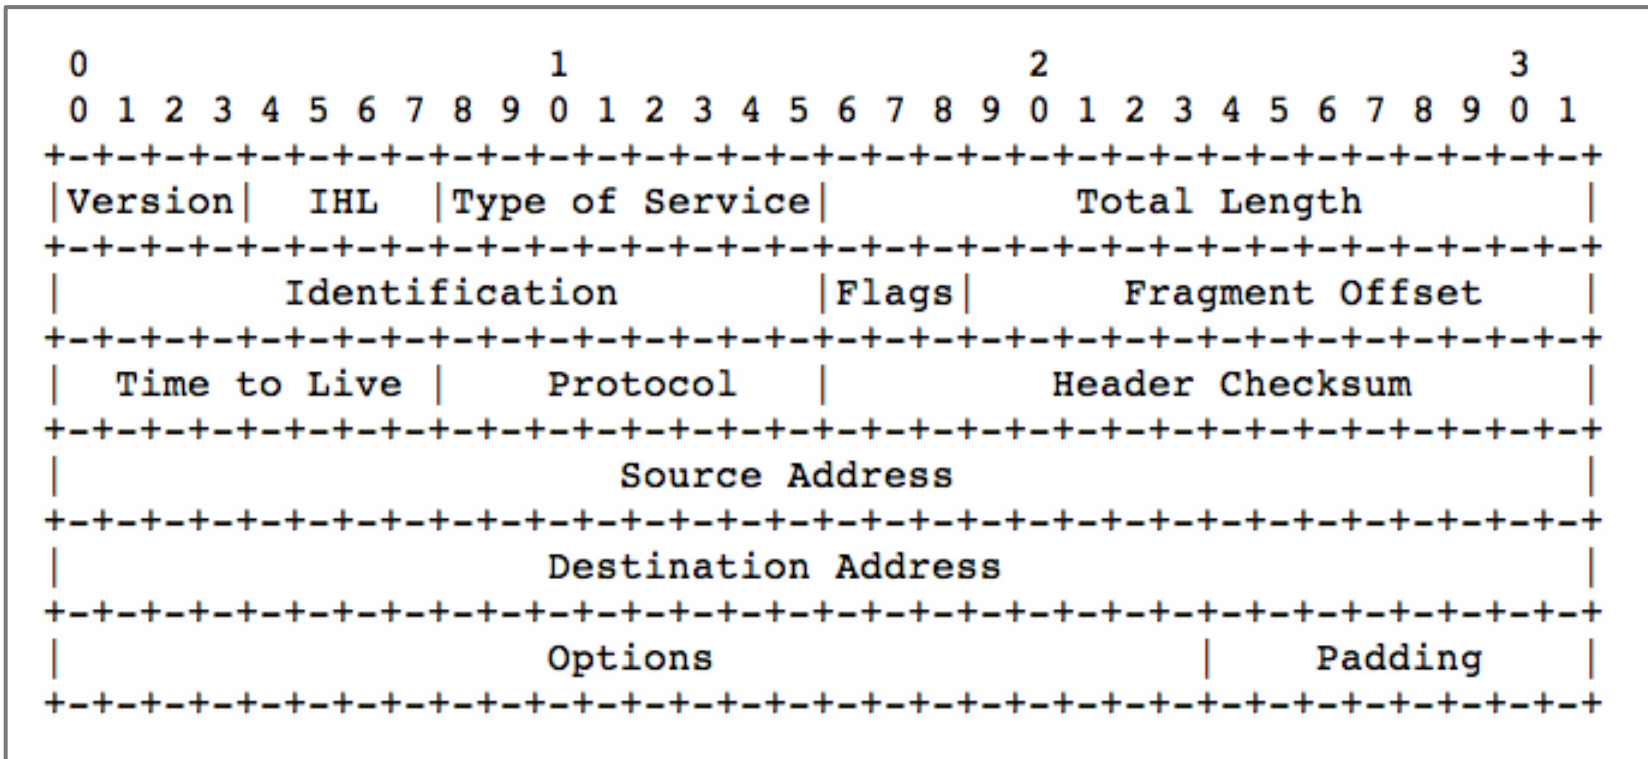 0                   1                   2                   3
 0 1 2 3 4 5 6 7 8 9 0 1 2 3 4 5 6 7 8 9 0 1 2 3 4 5 6 7 8 9 0 1
+-+-+-+-+-+-+-+-+-+-+-+-+-+-+-+-+-+-+-+-+-+-+-+-+-+-+-+-+-+-+-+-+
|Version|  IHL  |Type of Service|          Total Length         |
+-+-+-+-+-+-+-+-+-+-+-+-+-+-+-+-+-+-+-+-+-+-+-+-+-+-+-+-+-+-+-+-+
|         Identification        |Flags|      Fragment Offset    |
+-+-+-+-+-+-+-+-+-+-+-+-+-+-+-+-+-+-+-+-+-+-+-+-+-+-+-+-+-+-+-+-+
|  Time to Live |    Protocol   |         Header Checksum       |
+-+-+-+-+-+-+-+-+-+-+-+-+-+-+-+-+-+-+-+-+-+-+-+-+-+-+-+-+-+-+-+-+
|                       Source Address                          |
+-+-+-+-+-+-+-+-+-+-+-+-+-+-+-+-+-+-+-+-+-+-+-+-+-+-+-+-+-+-+-+-+
|                    Destination Address                        |
+-+-+-+-+-+-+-+-+-+-+-+-+-+-+-+-+-+-+-+-+-+-+-+-+-+-+-+-+-+-+-+-+
|                    Options                    |    Padding    |
+-+-+-+-+-+-+-+-+-+-+-+-+-+-+-+-+-+-+-+-+-+-+-+-+-+-+-+-+-+-+-+-+